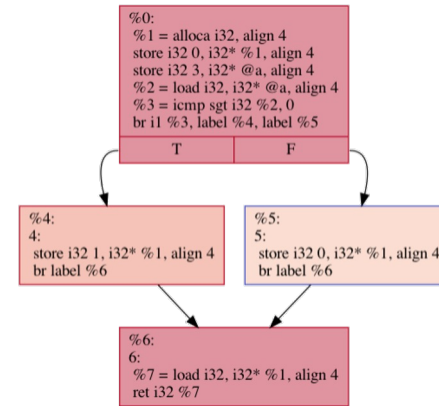 %0:
%1 = alloca i32, align 4
store i32 0, i32* %1, align 4
store i32 3, i32* @a, align 4
%2 = load i32, i32* @a, align 4
%3 = icmp sgt i32 %2, 0
br i1 %3, label %4, label %5
T F
%4:
4:
store i32 1, i32* %1, align 4
br label %6
%5:
5:
store i32 0, i32* %1, align 4
br label %6
%6:
6:
%7 = load i32, i32* %1, align 4
ret i32 %7